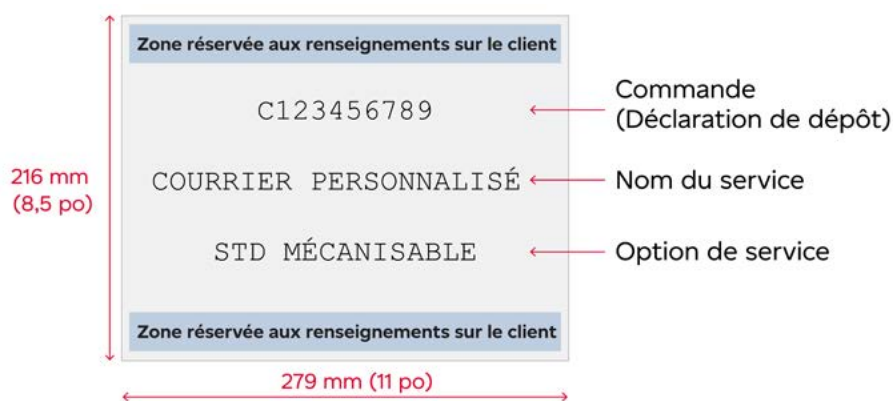 Zone réservée aux renseignements sur le client
C123456789
Commande
(Déclaration de dépôt)
216 mm
(8,5 po)
COURRIER PERSONNALISÉ
Nom du service
STD MÉCANISABLE
Option de service
Zone réservée aux renseignements sur le client
279 mm (11 po)